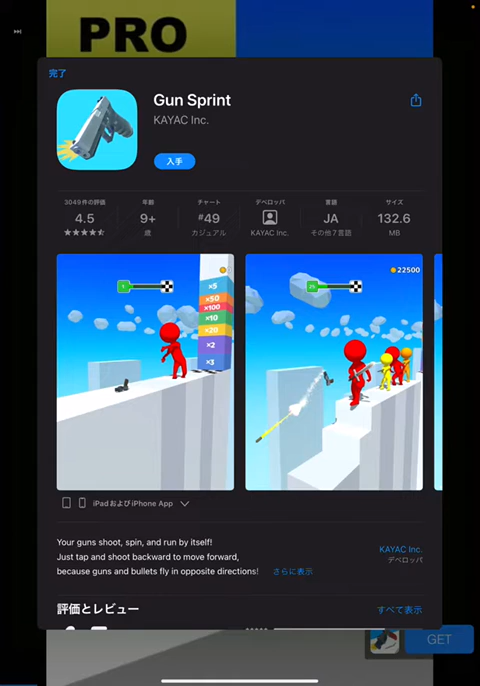 PRO
完了
Gun Sprint
KAYAC Inc.
入手
3049件の評価
年齢
チャート
デベロッパ
言語
サイズ
4.5
9+
#49
JA
132.6
歳
カジュアル
KAYAC Inc.
その他7言語
MB
1
×5
×50
×100
×10
×20
×2
×3
25
22500
iPadおよびiPhone App
Your guns shoot, spin, and run by itself!
Just tap and shoot backward to move forward,
because guns and bullets fly in opposite directions!
さらに表示
KAYAC Inc.
デベロッパ
評価とレビュー
すべて表示
GET